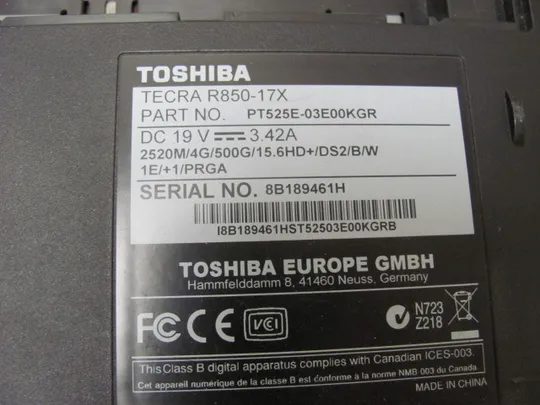 TOSHIBA
TECRA R850-17X
PART NO. PT525E-03E00KGR
DC 19 V 3.42A
2520M/4G/500G/15.6HD+/DS2/B/W
1E/+1/PRGA
SERIAL NO. 8B189461H
I8B189461HST52503E00KGRB
TOSHIBA EUROPE GMBH
Hammfelddamm 8, 41460 Neuss, Germany
FC CE VCI N723
Z218
This Class B digital apparatus complies with Canadian ICES-003.
Cet appareil numérique de la classe B est conforme à la norme NMB 003 du Canada.
MADE IN CHINA